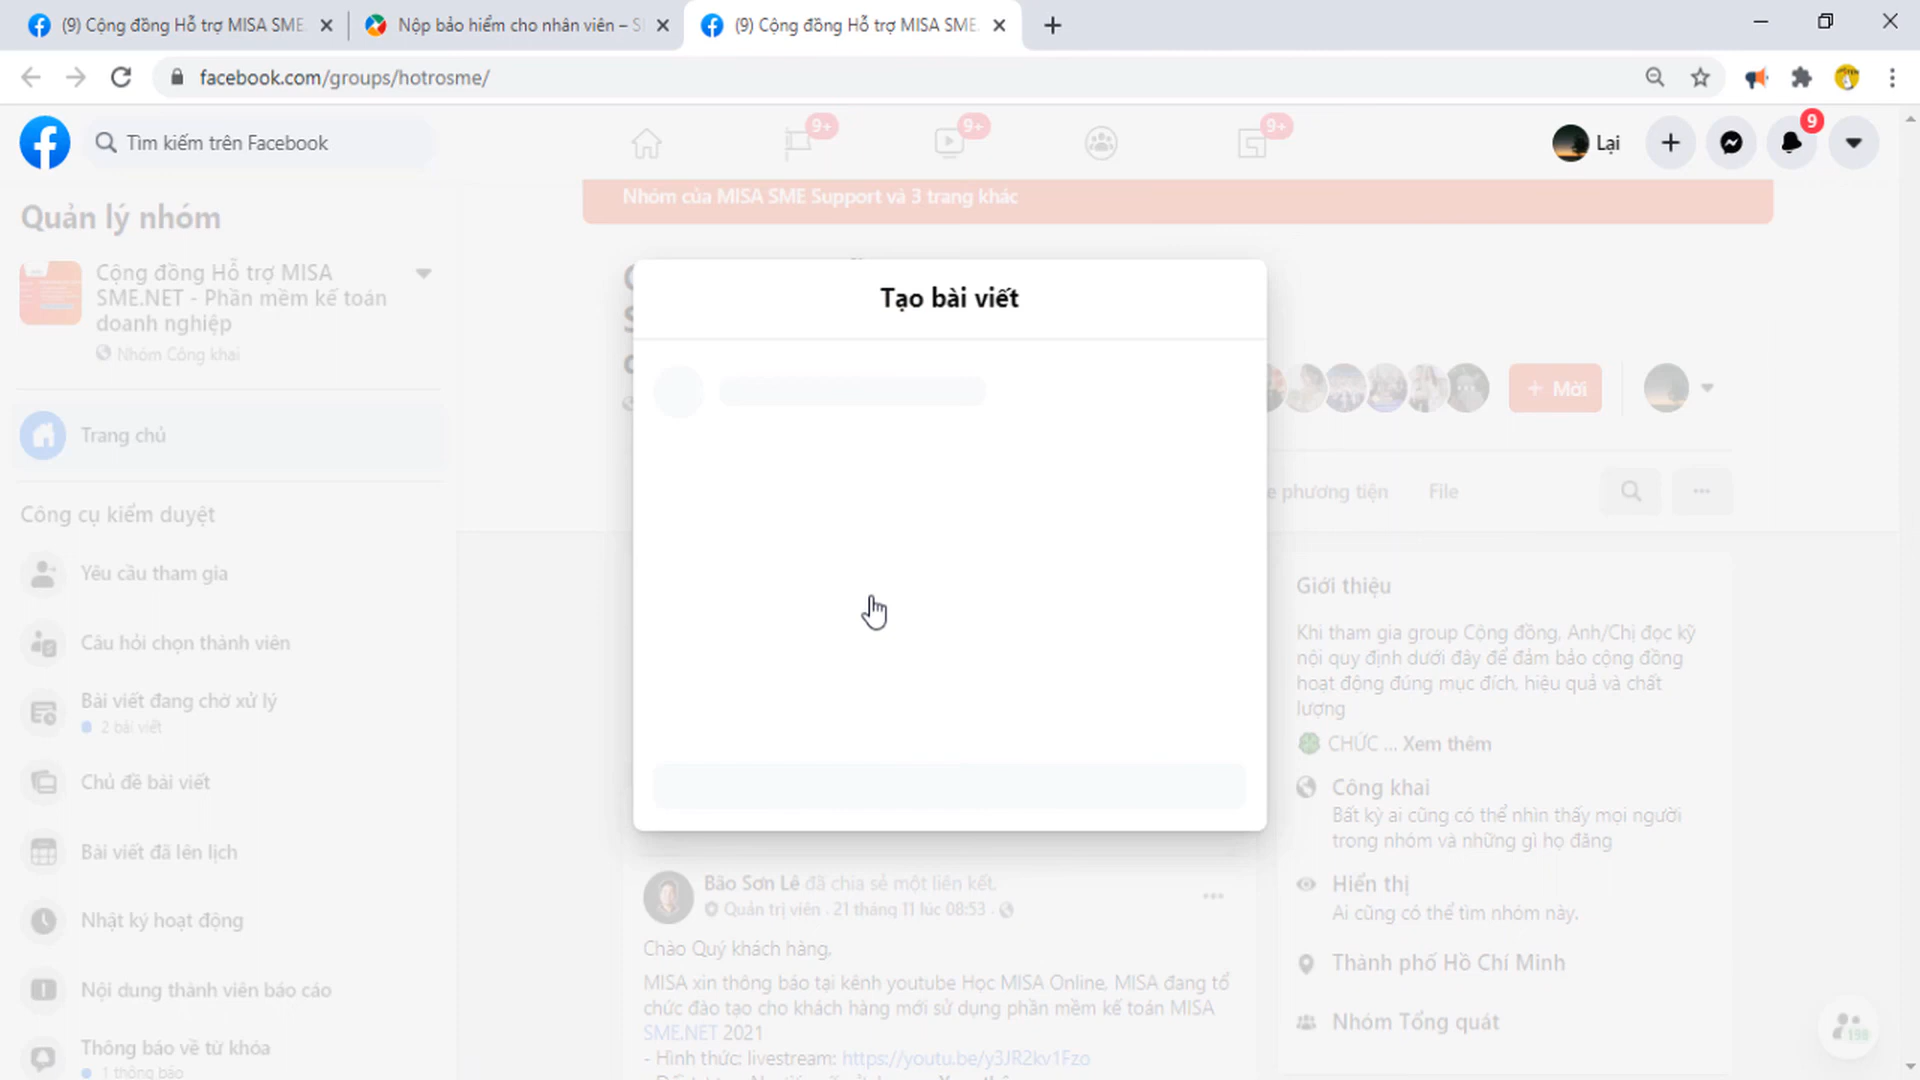 (9) Cộng đồng Hỗ trợ MISA SME
Nộp bảo hiểm cho nhân viên – S
(9) Cộng đồng Hỗ trợ MISA SME
facebook.com/groups/hotrosme/
Tìm kiếm trên Facebook
9+
9+
9+
Lại
9
Quản lý nhóm
Nhóm của MISA SME Support và 3 trang khác
Cộng đồng Hỗ trợ MISA
SME.NET - Phần mềm kế toán
doanh nghiệp
Nhóm Công khai
Tạo bài viết
+ Mời
Trang chủ
phương tiện
File
Công cụ kiểm duyệt
Yêu cầu tham gia
Câu hỏi chọn thành viên
Bài viết đang chờ xử lý
2 bài viết
Chủ đề bài viết
Bài viết đã lên lịch
Nhật ký hoạt động
Nội dung thành viên báo cáo
Thông báo về từ khóa
1 thông báo
Giới thiệu
Khi tham gia group Cộng đồng, Anh/Chị đọc kỹ
nội quy định dưới đây để đảm bảo cộng đồng
hoạt động đúng mục đích, hiệu quả và chất
lượng
CHỨC ... Xem thêm
Công khai
Bất kỳ ai cũng có thể nhìn thấy mọi người
trong nhóm và những gì họ đăng
Hiển thị
Ai cũng có thể tìm nhóm này.
Thành phố Hồ Chí Minh
Nhóm Tổng quát
198
Bão Sơn Lê đã chia sẻ một liên kết.
Quản trị viên · 21 tháng 11 lúc 08:53 ·
Chào Quý khách hàng,
MISA xin thông báo tại kênh youtube Học MISA Online, MISA đang tổ
chức đào tạo cho khách hàng mới sử dụng phần mềm kế toán MISA
SME.NET 2021
- Hình thức: livestream: https://youtu.be/y3JR2kv1Fzo